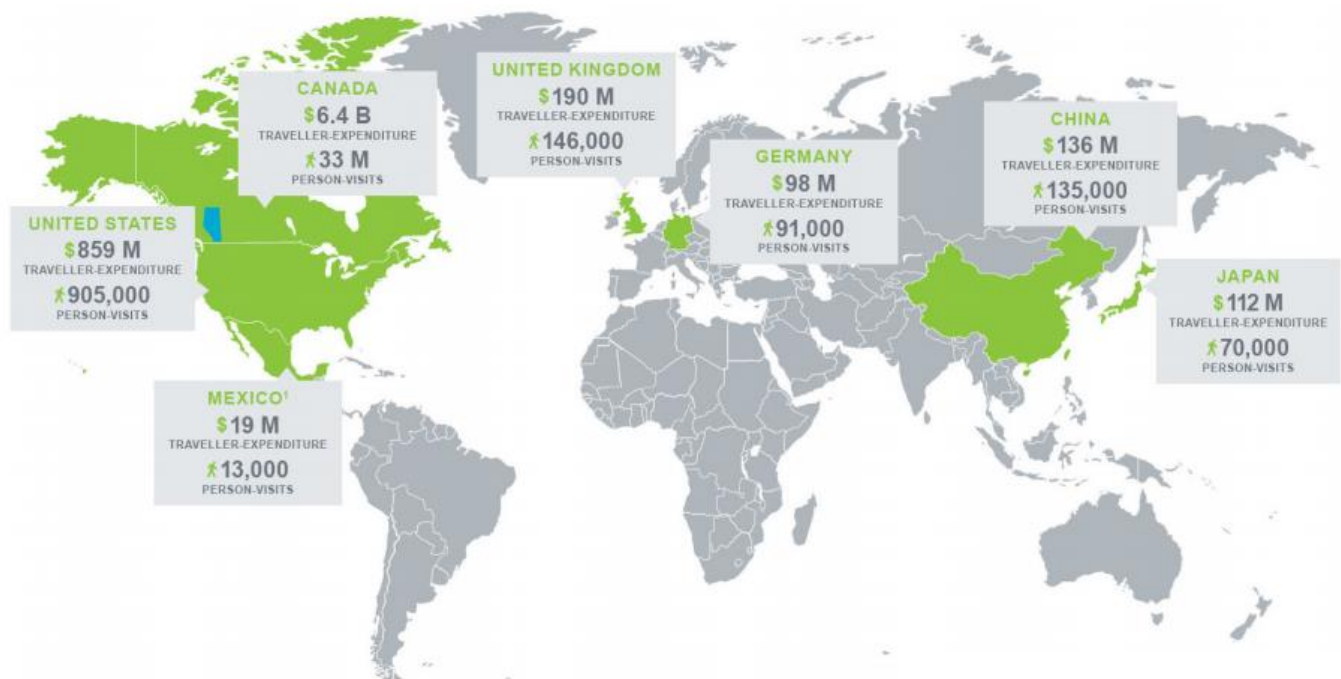 CANADA
$6.4 B
TRAVELLER-EXPENDITURE
33 M
PERSON-VISITS
UNITED KINGDOM
$190 M
TRAVELLER-EXPENDITURE
146,000
PERSON-VISITS
CHINA
$136 M
TRAVELLER-EXPENDITURE
135,000
PERSON-VISITS
GERMANY
$98 M
TRAVELLER-EXPENDITURE
91,000
PERSON-VISITS
UNITED STATES
$859 M
TRAVELLER-EXPENDITURE
905,000
PERSON-VISITS
JAPAN
$112 M
TRAVELLER-EXPENDITURE
70,000
PERSON-VISITS
MEXICO¹
$19 M
TRAVELLER-EXPENDITURE
13,000
PERSON-VISITS